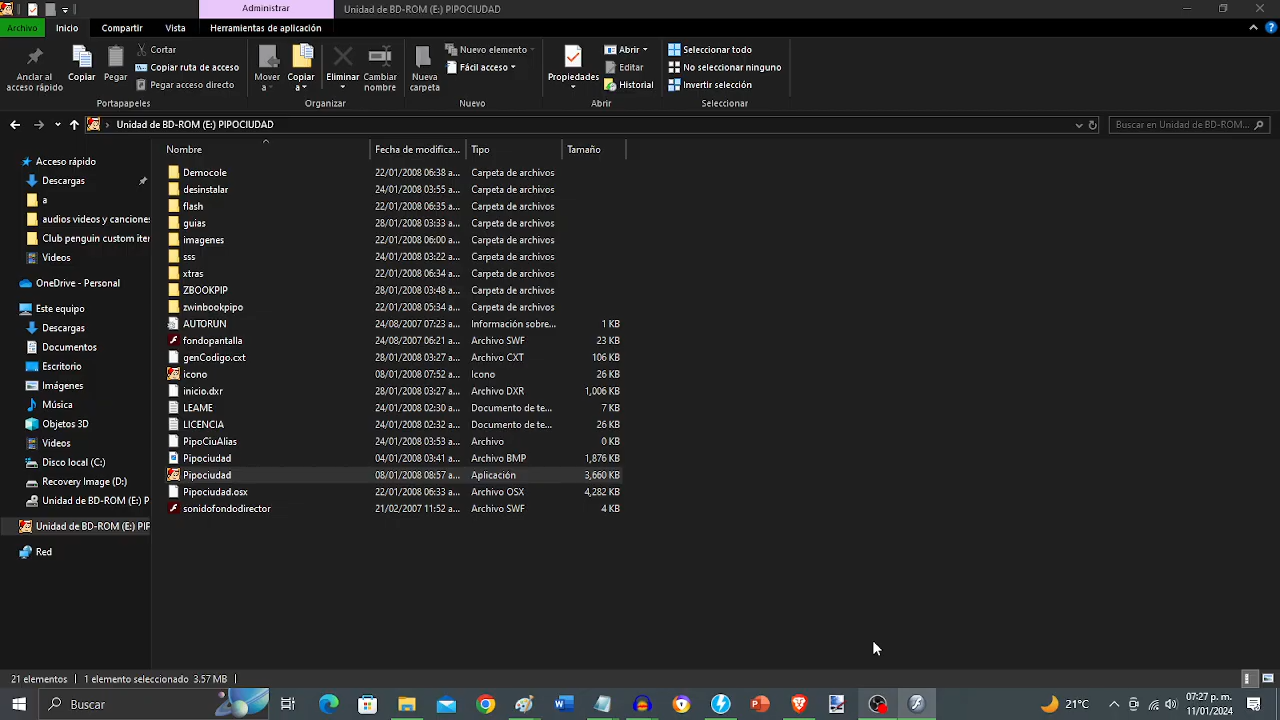 Administrar
Unidad de BD-ROM (E:) PIPOCIUDAD
Archivo
Inicio
Compartir
Vista
Herramientas de aplicación
Anclar al acceso rápido
Copiar
Pegar
Cortar
Copiar ruta de acceso
Pegar acceso directo
Portapapeles
Mover a
Copiar a
Eliminar
Cambiar nombre
Organizar
Nueva carpeta
Nuevo elemento
Fácil acceso
Nuevo
Propiedades
Abrir
Editar
Historial
Abrir
Seleccionar todo
No seleccionar ninguno
Invertir selección
Seleccionar
Unidad de BD-ROM (E:) PIPOCIUDAD
Buscar en Unidad de BD-ROM...
Acceso rápido
Descargas
a
audios videos y canciones
Club penguin custom iter
Videos
OneDrive - Personal
Este equipo
Descargas
Documentos
Escritorio
Imágenes
Música
Objetos 3D
Videos
Disco local (C:)
Recovery Image (D:)
Unidad de BD-ROM (E:) P
Unidad de BD-ROM (E:) PIP
Red
Nombre Fecha de modifica... Tipo Tamaño
Democole 22/01/2008 06:38 a... Carpeta de archivos
desinstalar 24/01/2008 03:55 a... Carpeta de archivos
flash 22/01/2008 06:35 a... Carpeta de archivos
guias 28/01/2008 03:33 a... Carpeta de archivos
imagenes 22/01/2008 06:00 a... Carpeta de archivos
sss 24/01/2008 03:22 a... Carpeta de archivos
xtras 22/01/2008 06:34 a... Carpeta de archivos
ZBOOKPIP 28/01/2008 03:48 a... Carpeta de archivos
zwinbookpipo 22/01/2008 05:34 a... Carpeta de archivos
AUTORUN 24/08/2007 07:23 a... Información sobre... 1 KB
fondopantalla 24/08/2007 06:21 a... Archivo SWF 23 KB
genCodigo.cxt 28/01/2008 03:27 a... Archivo CXT 106 KB
icono 08/01/2008 07:52 a... Icono 26 KB
inicio.dxr 28/01/2008 03:27 a... Archivo DXR 1,006 KB
LEAME 24/01/2008 02:30 a... Documento de te... 7 KB
LICENCIA 24/01/2008 02:32 a... Documento de te... 26 KB
PipoCiuAlias 24/01/2008 03:53 a... Archivo 0 KB
Pipociudad 04/01/2008 03:41 a... Archivo BMP 1,876 KB
Pipociudad 08/01/2008 08:57 a... Aplicación 3,660 KB
Pipociudad.osx 22/01/2008 06:33 a... Archivo OSX 4,282 KB
sonidofondodirector 21/02/2007 11:52 a... Archivo SWF 4 KB
21 elementos 1 elemento seleccionado 3.57 MB
Buscar
21°C
07:27 p. m.
11/01/2024